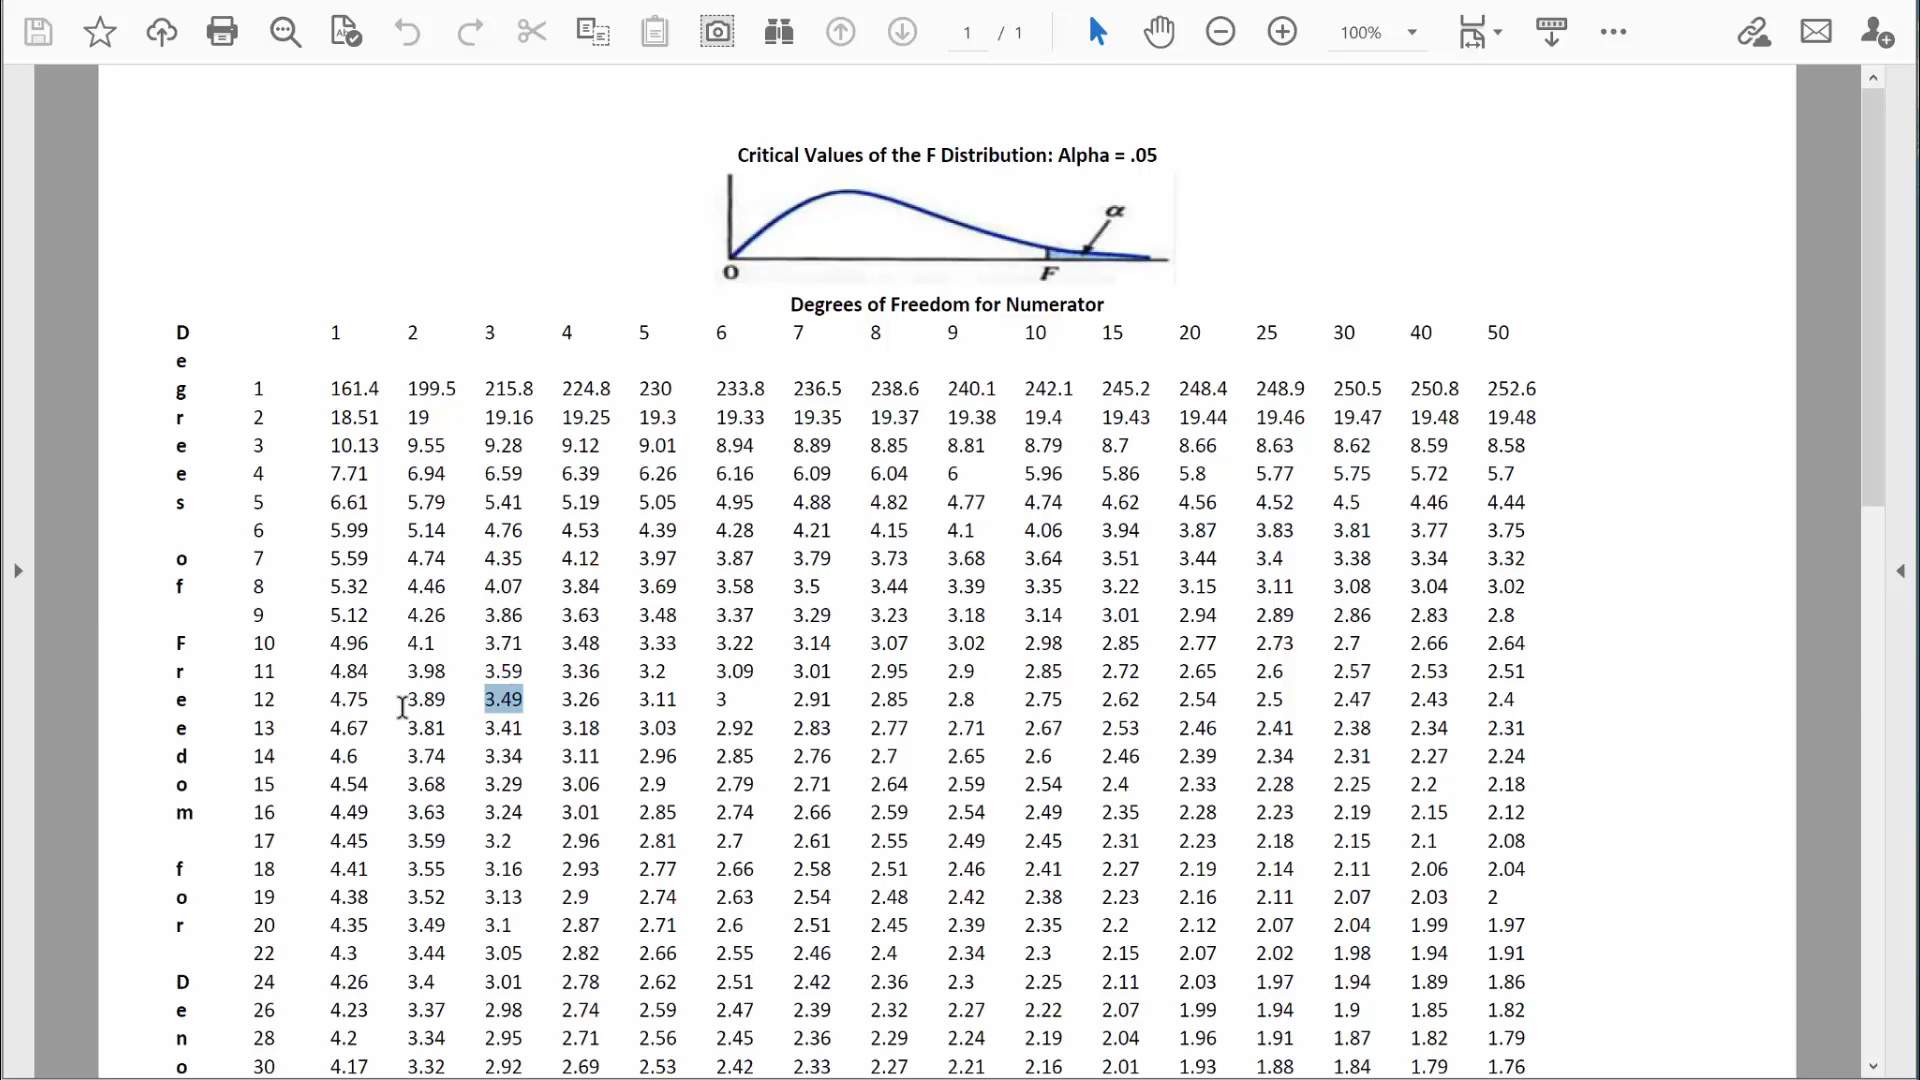 1 / 1 100%
Critical Values of the F Distribution: Alpha = .05
α
0 F
Degrees of Freedom for Numerator
D 1 2 3 4 5 6 7 8 9 10 15 20 25 30 40 50
e
g 1 161.4 199.5 215.8 224.8 230 233.8 236.5 238.6 240.1 242.1 245.2 248.4 248.9 250.5 250.8 252.6
r 2 18.51 19 19.16 19.25 19.3 19.33 19.35 19.37 19.38 19.4 19.43 19.44 19.46 19.47 19.48 19.48
e 3 10.13 9.55 9.28 9.12 9.01 8.94 8.89 8.85 8.81 8.79 8.7 8.66 8.63 8.62 8.59 8.58
e 4 7.71 6.94 6.59 6.39 6.26 6.16 6.09 6.04 6 5.96 5.86 5.8 5.77 5.75 5.72 5.7
s 5 6.61 5.79 5.41 5.19 5.05 4.95 4.88 4.82 4.77 4.74 4.62 4.56 4.52 4.5 4.46 4.44
6 5.99 5.14 4.76 4.53 4.39 4.28 4.21 4.15 4.1 4.06 3.94 3.87 3.83 3.81 3.77 3.75
o 7 5.59 4.74 4.35 4.12 3.97 3.87 3.79 3.73 3.68 3.64 3.51 3.44 3.4 3.38 3.34 3.32
f 8 5.32 4.46 4.07 3.84 3.69 3.58 3.5 3.44 3.39 3.35 3.22 3.15 3.11 3.08 3.04 3.02
9 5.12 4.26 3.86 3.63 3.48 3.37 3.29 3.23 3.18 3.14 3.01 2.94 2.89 2.86 2.83 2.8
F 10 4.96 4.1 3.71 3.48 3.33 3.22 3.14 3.07 3.02 2.98 2.85 2.77 2.73 2.7 2.66 2.64
r 11 4.84 3.98 3.59 3.36 3.2 3.09 3.01 2.95 2.9 2.85 2.72 2.65 2.6 2.57 2.53 2.51
e 12 4.75 3.89 3.49 3.26 3.11 3 2.91 2.85 2.8 2.75 2.62 2.54 2.5 2.47 2.43 2.4
e 13 4.67 3.81 3.41 3.18 3.03 2.92 2.83 2.77 2.71 2.67 2.53 2.46 2.41 2.38 2.34 2.31
d 14 4.6 3.74 3.34 3.11 2.96 2.85 2.76 2.7 2.65 2.6 2.46 2.39 2.34 2.31 2.27 2.24
o 15 4.54 3.68 3.29 3.06 2.9 2.79 2.71 2.64 2.59 2.54 2.4 2.33 2.28 2.25 2.2 2.18
m 16 4.49 3.63 3.24 3.01 2.85 2.74 2.66 2.59 2.54 2.49 2.35 2.28 2.23 2.19 2.15 2.12
17 4.45 3.59 3.2 2.96 2.81 2.7 2.61 2.55 2.49 2.45 2.31 2.23 2.18 2.15 2.1 2.08
f 18 4.41 3.55 3.16 2.93 2.77 2.66 2.58 2.51 2.46 2.41 2.27 2.19 2.14 2.11 2.06 2.04
o 19 4.38 3.52 3.13 2.9 2.74 2.63 2.54 2.48 2.42 2.38 2.23 2.16 2.11 2.07 2.03 2
r 20 4.35 3.49 3.1 2.87 2.71 2.6 2.51 2.45 2.39 2.35 2.2 2.12 2.07 2.04 1.99 1.97
22 4.3 3.44 3.05 2.82 2.66 2.55 2.46 2.4 2.34 2.3 2.15 2.07 2.02 1.98 1.94 1.91
D 24 4.26 3.4 3.01 2.78 2.62 2.51 2.42 2.36 2.3 2.25 2.11 2.03 1.97 1.94 1.89 1.86
e 26 4.23 3.37 2.98 2.74 2.59 2.47 2.39 2.32 2.27 2.22 2.07 1.99 1.94 1.9 1.85 1.82
n 28 4.2 3.34 2.95 2.71 2.56 2.45 2.36 2.29 2.24 2.19 2.04 1.96 1.91 1.87 1.82 1.79
o 30 4.17 3.32 2.92 2.69 2.53 2.42 2.33 2.27 2.21 2.16 2.01 1.93 1.88 1.84 1.79 1.76